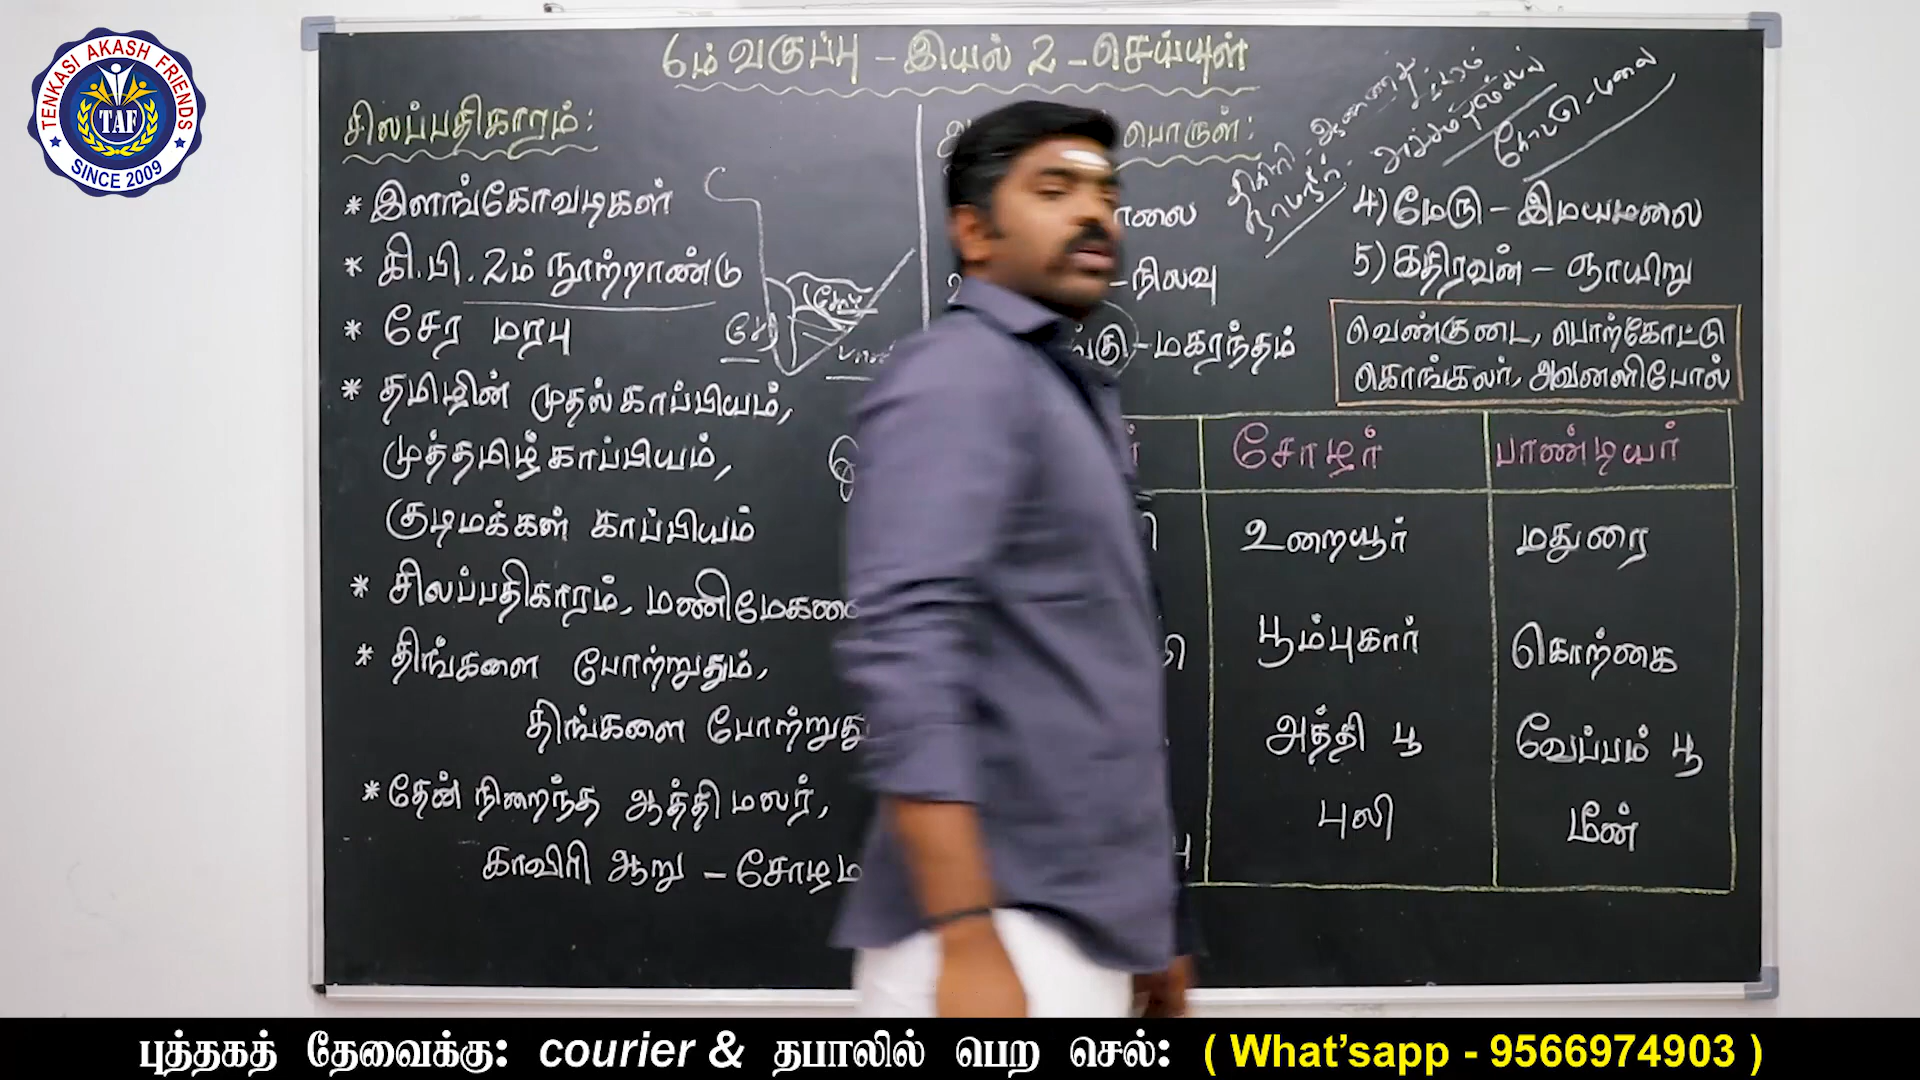 TENKASI AKASH FRIENDS
TAF
SINCE 2009
6ம் வகுப்பு - இயல் 2 - செய்யுள்
சிலப்பதிகாரம்:
* இளங்கோவடிகள்
* கி.பி. 2ம் நூற்றாண்டு
* சேர மரபு
* தமிழின் முதல் காப்பியம்,
முத்தமிழ் காப்பியம்,
குடிமக்கள் காப்பியம்
* சிலப்பதிகாரம், மணிமேகலை
* திங்களை போற்றுதும்,
திங்களை போற்றுது
* தேன் நிறைந்த ஆத்தி மலர்,
காவிரி ஆறு - சோழ
பொருள்:
மாலை
- நிலவு
ங்கு - மகரந்தம்
4) மேரு - இமயமலை
5) கதிரவன் - ஞாயிறு
வெண்குடை, பொற்கோட்டு
கொங்கலர், அவனளிபோல்
சோழர் பாண்டியர்
உறையூர் மதுரை
பூம்புகார் கொற்கை
அத்தி பூ வேப்பம் பூ
புலி மீன்
புத்தகத் தேவைக்கு: courier & தபாலில் பெற செல்: ( What'sapp - 9566974903 )